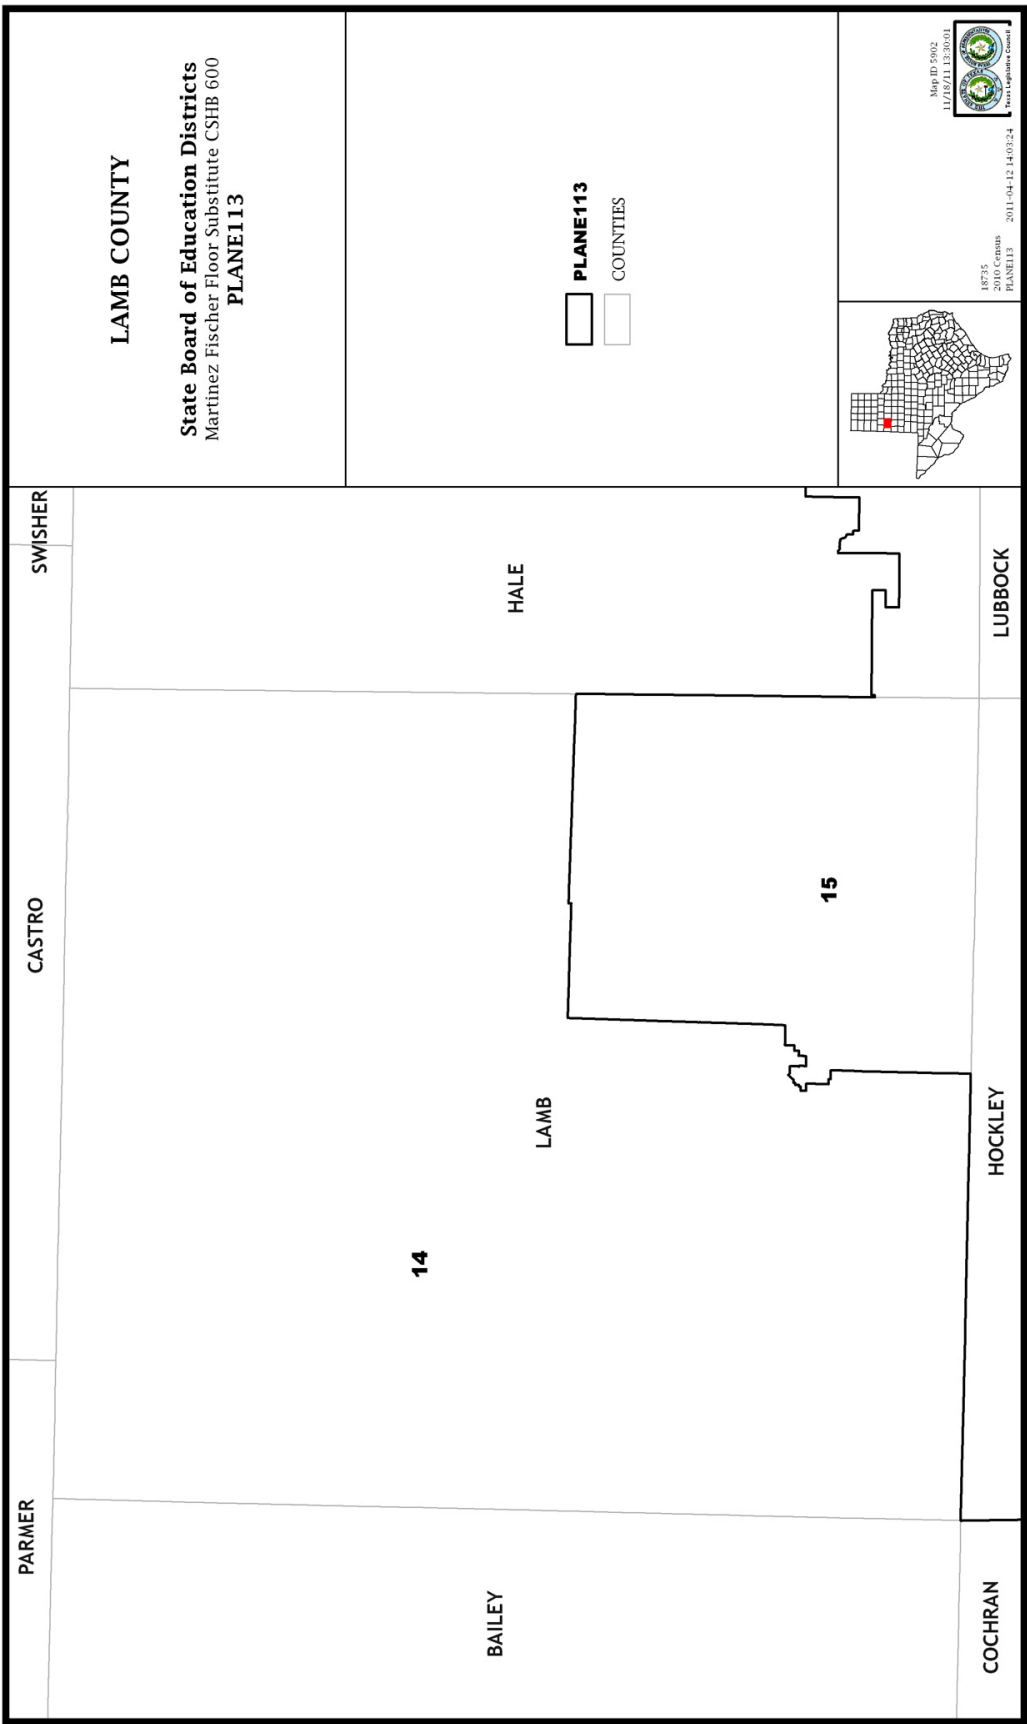 LAMB COUNTY
State Board of Education Districts
Martinez Fischer Floor Substitute CSHB 600
PLANE113
PLANE113
COUNTIES
Map ID 5902
11/18/11 13:30:01
Texas Legislative Council
18735
2010 Census
PLANE113 2011-04-12 14:03:24
PARMER
CASTRO
SWISHER
BAILEY
LAMB
HALE
14
15
COCHRAN
HOCKLEY
LUBBOCK